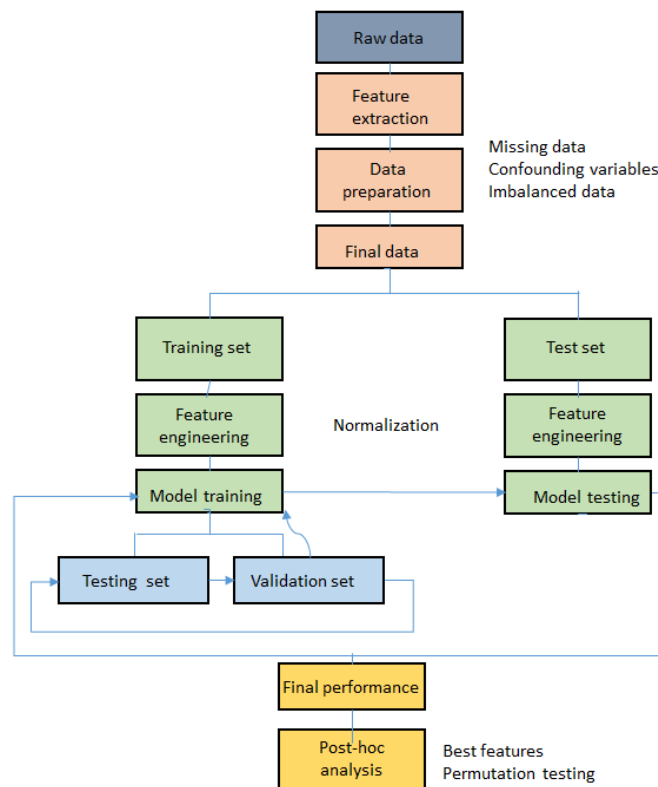 Raw data
Feature
extraction
Missing data
Confounding variables
Imbalanced data
Data
preparation
Final data
Training set
Test set
Feature
engineering
Normalization
Feature
engineering
Model training
Model testing
Testing set
Validation set
Final performance
Post-hoc
analysis
Best features
Permutation testing